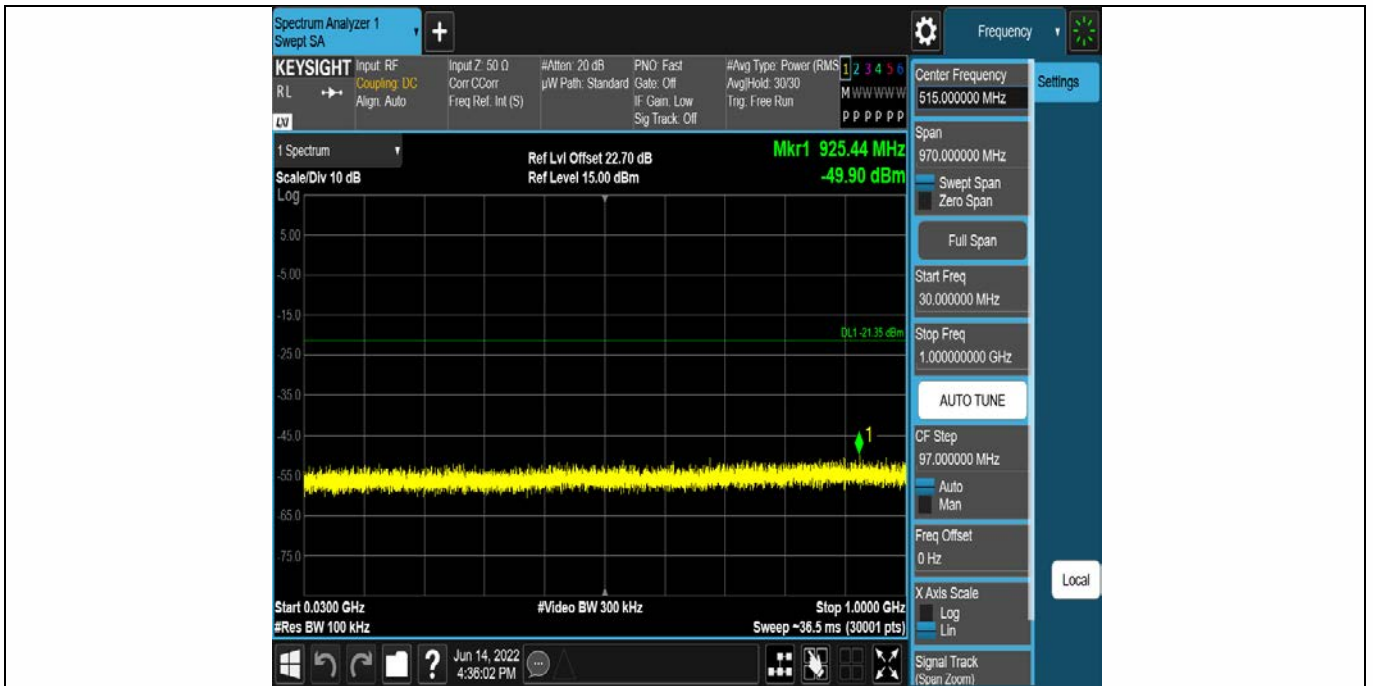 Spectrum Analyzer 1
Swept SA
+
Frequency
KEYSIGHT
RL
LXI
Input: RF
Coupling: DC
Align: Auto
Input Z: 50 Ω
Corr CCorr
Freq Ref: Int (S)
#Atten: 20 dB
µW Path: Standard
PNO: Fast
Gate: Off
IF Gain: Low
Sig Track: Off
#Avg Type: Power (RMS
Avg|Hold: 30/30
Trig: Free Run
1 2 3 4 5 6
M W W W W W
P P P P P P
1 Spectrum
Scale/Div 10 dB
Ref Lvl Offset 22.70 dB
Ref Level 15.00 dBm
Mkr1 925.44 MHz
-49.90 dBm
Log
5.00
-5.00
-15.0
DL1 -21.35 dBm
-25.0
-35.0
-45.0
1
-55.0
-65.0
-75.0
Start 0.0300 GHz
#Res BW 100 kHz
#Video BW 300 kHz
Stop 1.0000 GHz
Sweep ~36.5 ms (30001 pts)
?
Jun 14, 2022
4:36:02 PM
Center Frequency
515.000000 MHz
Span
970.000000 MHz
Swept Span
Zero Span
Full Span
Start Freq
30.000000 MHz
Stop Freq
1.000000000 GHz
AUTO TUNE
CF Step
97.000000 MHz
Auto
Man
Freq Offset
0 Hz
X Axis Scale
Log
Lin
Signal Track
(Span Zoom)
Settings
Local